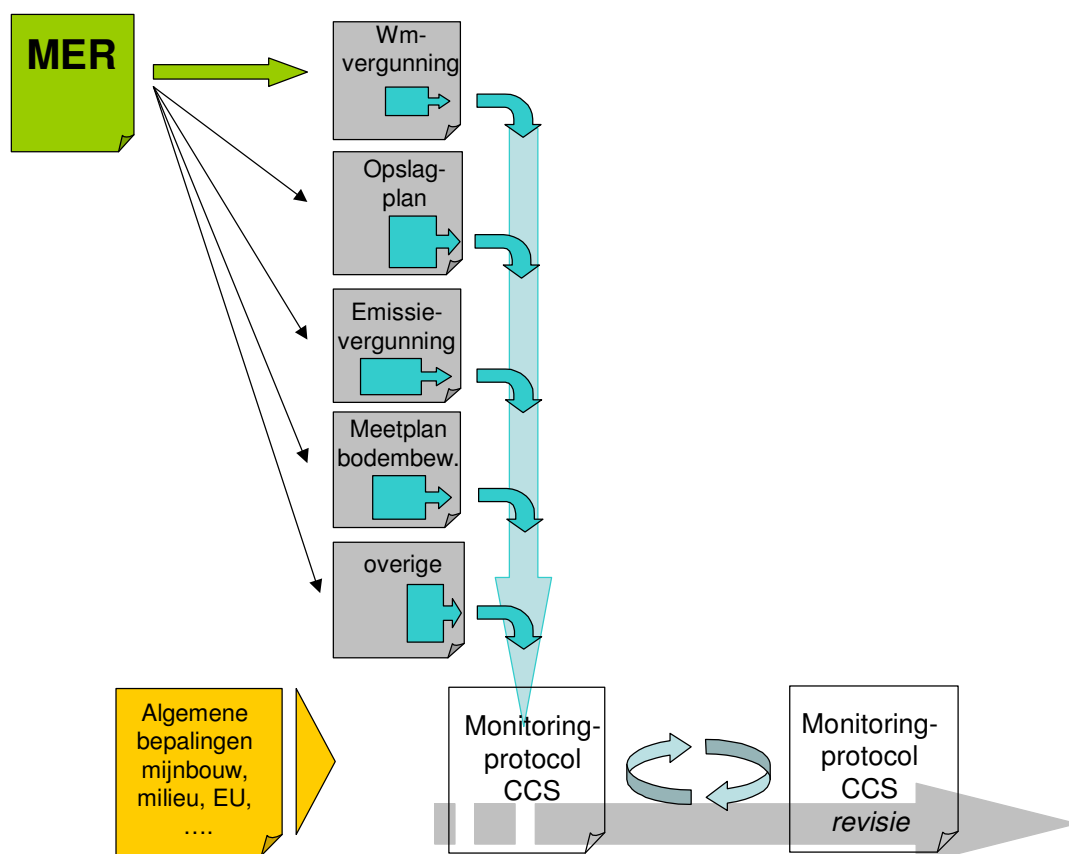 MER
Wm-
vergunning
Opslag-
plan
Emissie-
vergunning
Meetplan
bodembew.
overige
Algemene
bepalingen
mijnbouw,
milieu, EU,
….
Monitoring-
protocol
CCS
Monitoring-
protocol
CCS
revisie